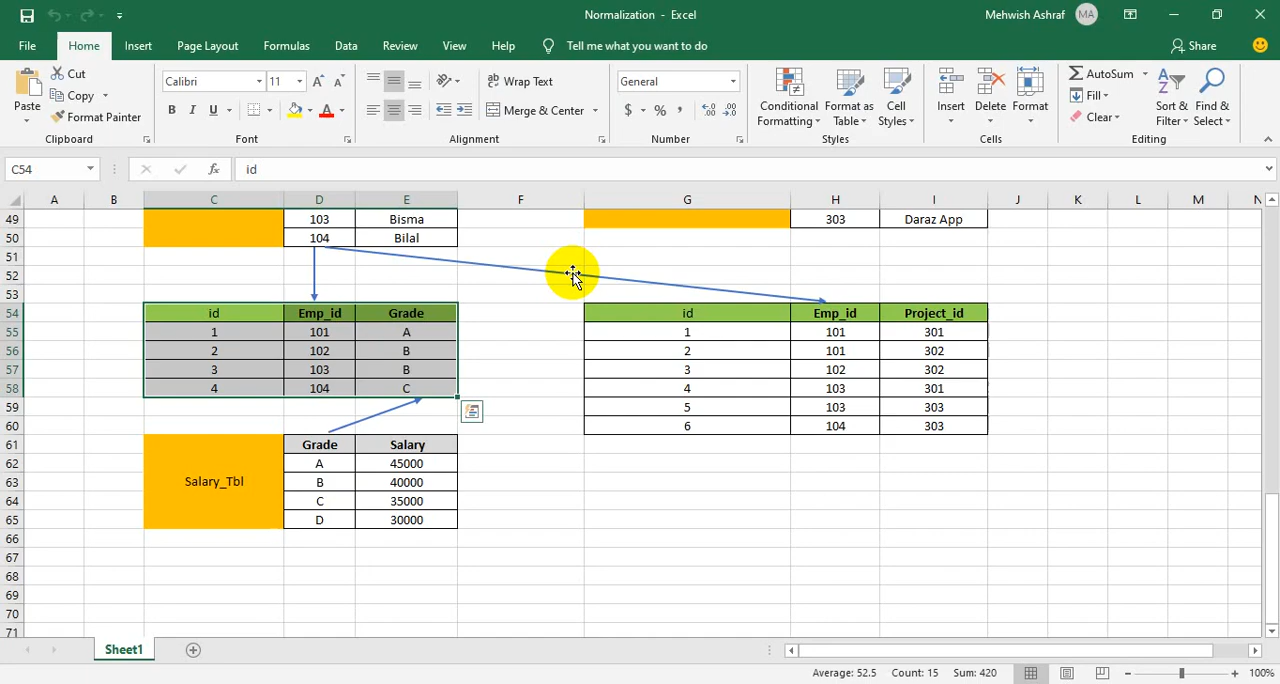 Normalization - Excel
Mehwish Ashraf MA
File Home Insert Page Layout Formulas Data Review View Help Tell me what you want to do Share
Paste
Cut
Copy
Format Painter
Clipboard
Calibri 11
B I U
Font
Wrap Text
Merge & Center
Alignment
General
$ % ,
Number
Conditional Formatting
Format as Table
Cell Styles
Styles
Insert Delete Format
Cells
AutoSum
Fill
Clear
Sort & Filter
Find & Select
Editing
C54 fx id
A B C D E F G H I J K L M N
49 103 Bisma 303 Daraz App
50 104 Bilal
51
52
53
54 id Emp_id Grade id Emp_id Project_id
55 1 101 A 1 101 301
56 2 102 B 2 101 302
57 3 103 B 3 102 302
58 4 104 C 4 103 301
59 5 103 303
60 6 104 303
61 Grade Salary
62 A 45000
63 Salary_Tbl B 40000
64 C 35000
65 D 30000
66
67
68
69
70
71
Sheet1
Average: 52.5 Count: 15 Sum: 420 100%